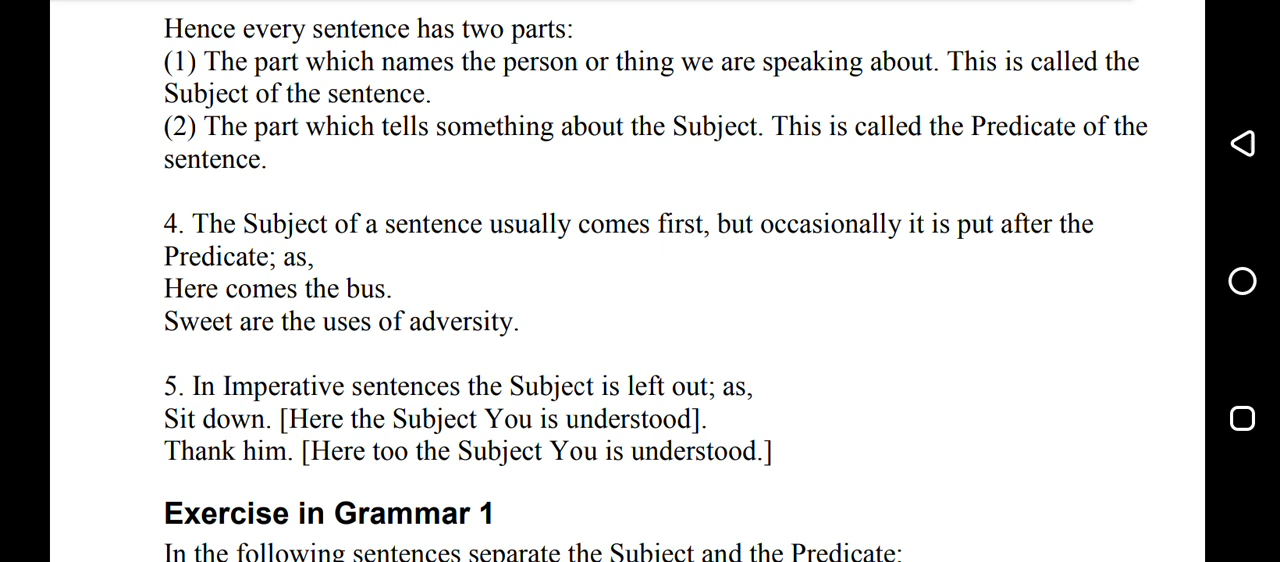 Hence every sentence has two parts:
(1) The part which names the person or thing we are speaking about. This is called the
Subject of the sentence.
(2) The part which tells something about the Subject. This is called the Predicate of the
sentence.
4. The Subject of a sentence usually comes first, but occasionally it is put after the
Predicate; as,
Here comes the bus.
Sweet are the uses of adversity.
5. In Imperative sentences the Subject is left out; as,
Sit down. [Here the Subject You is understood].
Thank him. [Here too the Subject You is understood.]
Exercise in Grammar 1
In the following sentences separate the Subject and the Predicate: